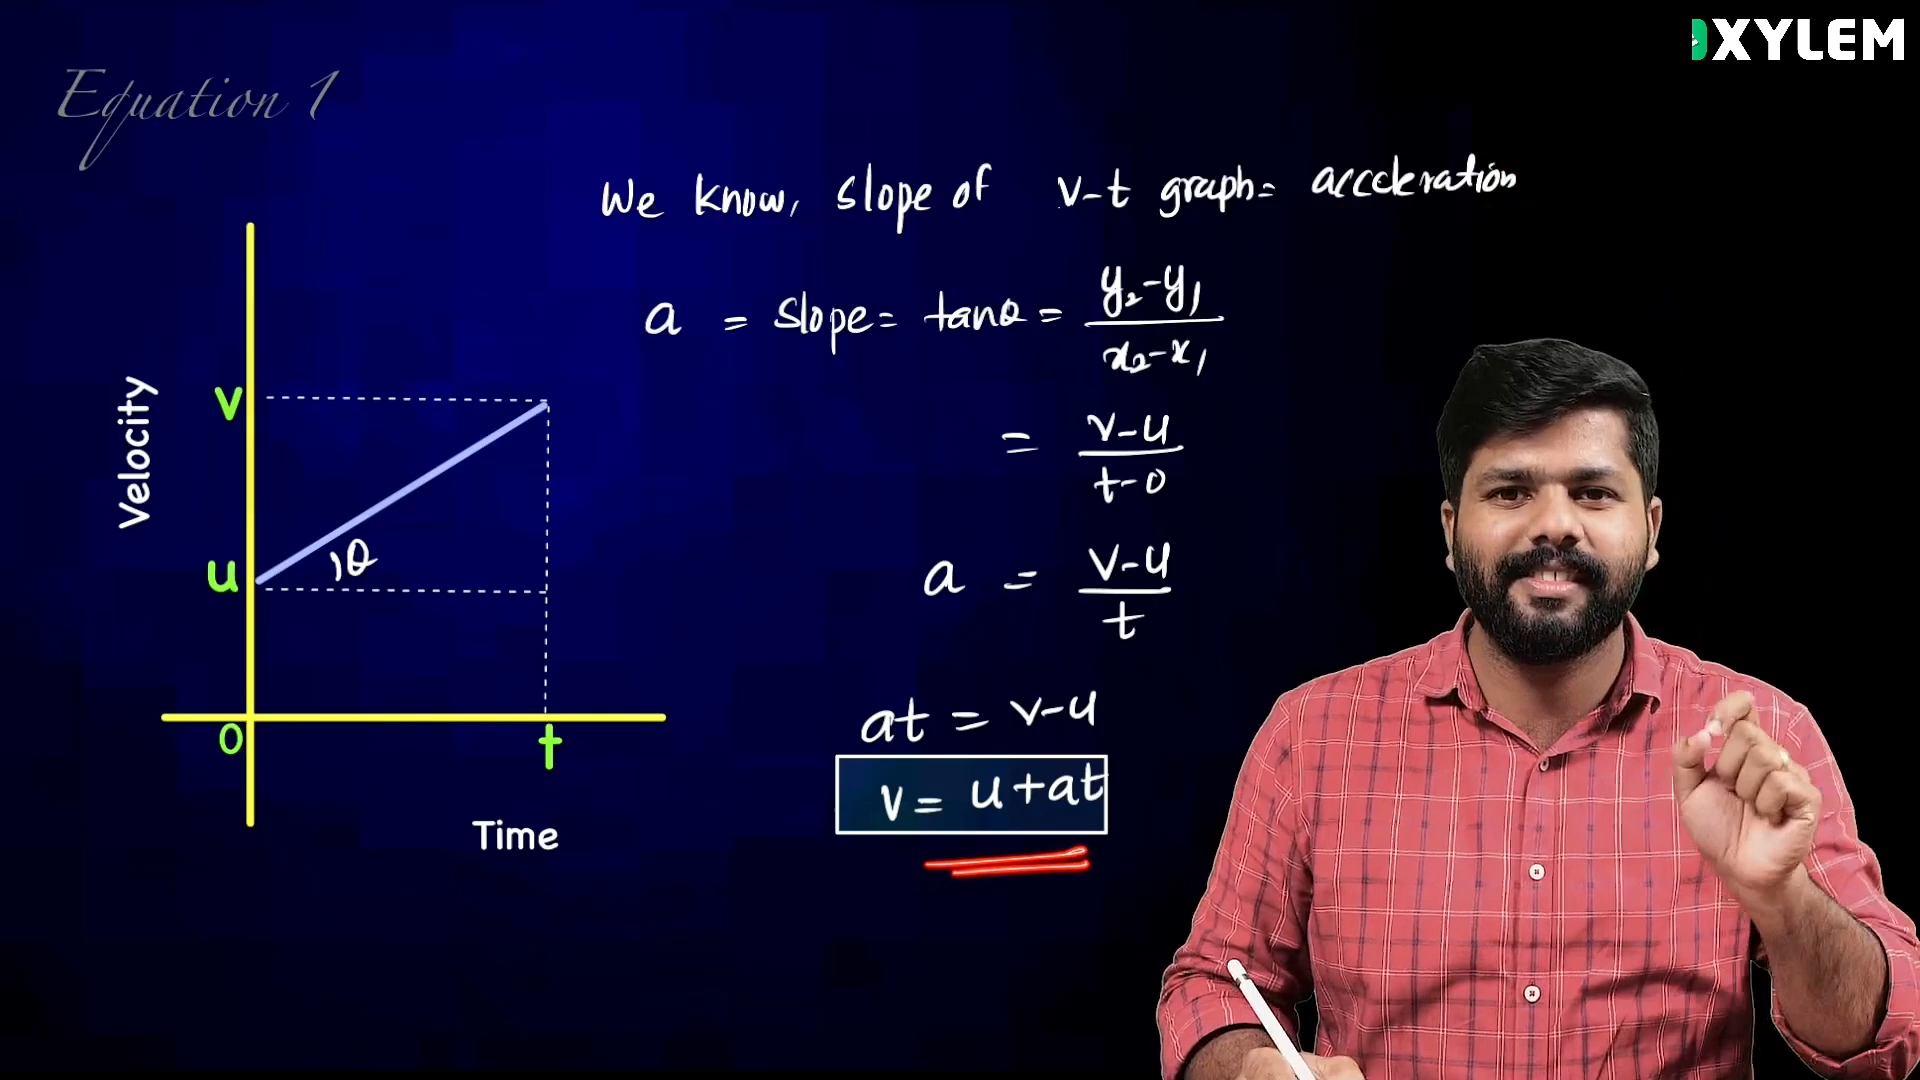 XYLEM
Equation 1
We know, slope of v-t graph= acceleration
a = slope= tanθ = y₂-y₁ / x₂-x₁
= v-u / t-0
a = v-u / t
at = v-u
v = u+at
Velocity
v
u
θ
0
t
Time